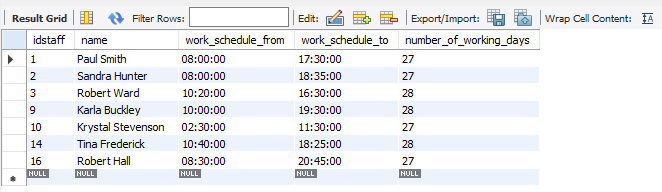 Result Grid Filter Rows: Edit: Export/Import: Wrap Cell Content: IA
idstaff name work_schedule_from work_schedule_to number_of_working_days
1 Paul Smith 08:00:00 17:30:00 27
2 Sandra Hunter 08:00:00 18:35:00 27
3 Robert Ward 10:20:00 16:30:00 28
9 Karla Buckley 10:00:00 19:30:00 28
10 Krystal Stevenson 02:30:00 11:30:00 27
14 Tina Frederick 10:40:00 18:25:00 28
16 Robert Hall 08:30:00 20:45:00 27
NULL NULL NULL NULL NULL